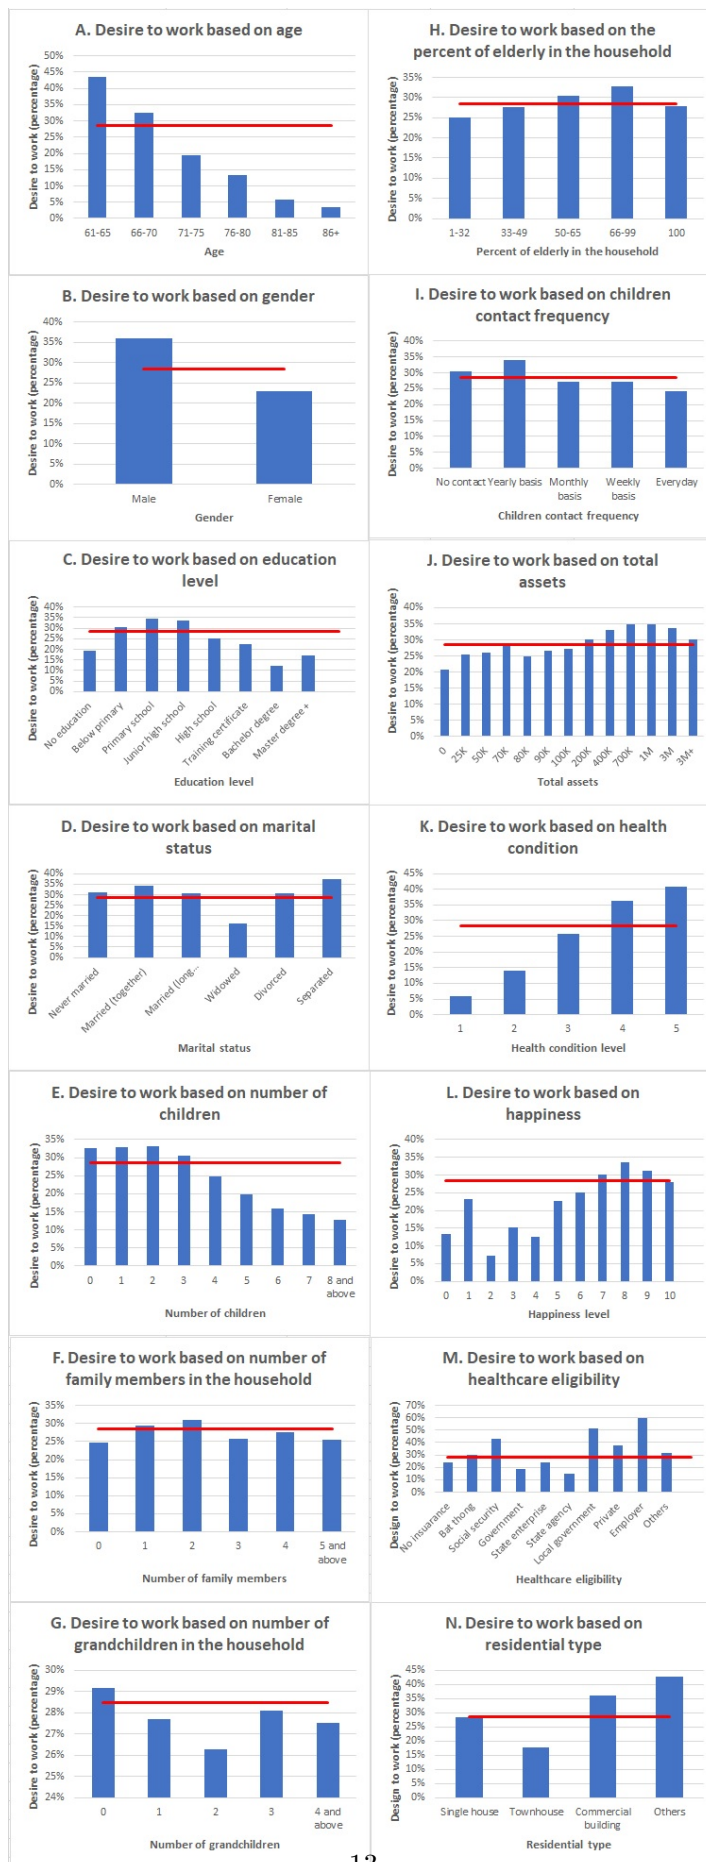 A. Desire to work based on age
Desire to work (percentage)
50%
45%
40%
35%
30%
25%
20%
15%
10%
5%
0%
61-65 66-70 71-75 76-80 81-85 86+
Age
B. Desire to work based on gender
Desire to work (percentage)
40%
35%
30%
25%
20%
15%
10%
5%
0%
Male Female
Gender
C. Desire to work based on education
level
Desire to work (percentage)
40%
35%
30%
25%
20%
15%
10%
5%
0%
No education
Below primary
Primary school
Junior high school
High school
Training certificate
Bachelor degree
Master degree +
Education level
D. Desire to work based on marital
status
Desire to work (percentage)
40%
35%
30%
25%
20%
15%
10%
5%
0%
Never married
Married (together)
Married (long...
Widowed
Divorced
Separated
Marital status
E. Desire to work based on number of
children
Desire to work (percentage)
35%
30%
25%
20%
15%
10%
5%
0%
0 1 2 3 4 5 6 7 8 and
above
Number of children
F. Desire to work based on number of
family members in the household
Desire to work (percentage)
35%
30%
25%
20%
15%
10%
5%
0%
0 1 2 3 4 5 and
above
Number of family members
G. Desire to work based on number of
grandchildren in the household
Desire to work (percentage)
30%
29%
28%
27%
26%
25%
24%
0 1 2 3 4 and
above
Number of grandchildren
H. Desire to work based on the
percent of elderly in the household
Desire to work (percentage)
35%
30%
25%
20%
15%
10%
5%
0%
1-32 33-49 50-65 66-99 100
Percent of elderly in the household
I. Desire to work based on children
contact frequency
Desire to work (percentage)
40%
35%
30%
25%
20%
15%
10%
5%
0%
No contact Yearly basis Monthly Weekly Everyday
basis basis
Children contact frequency
J. Desire to work based on total
assets
Desire to work (percentage)
40%
35%
30%
25%
20%
15%
10%
5%
0%
0 25K 50K 70K 80K 90K 100K 200K 400K 700K 1M 3M 3M+
Total assets
K. Desire to work based on health
condition
Desire to work (percentage)
45%
40%
35%
30%
25%
20%
15%
10%
5%
0%
1 2 3 4 5
Health condition level
L. Desire to work based on
happiness
Desire to work (percentage)
40%
35%
30%
25%
20%
15%
10%
5%
0%
0 1 2 3 4 5 6 7 8 9 10
Happiness level
M. Desire to work based on
healthcare eligibility
Design to work (percentage)
70%
60%
50%
40%
30%
20%
10%
0%
No insuarance
Bat thong
Social security
Government
State enterprise
State agency
Local government
Private
Employer
Others
Healthcare eligibility
N. Desire to work based on
residential type
Design to work (percentage)
45%
40%
35%
30%
25%
20%
15%
10%
5%
0%
Single house Townhouse Commercial Others
building
Residential type